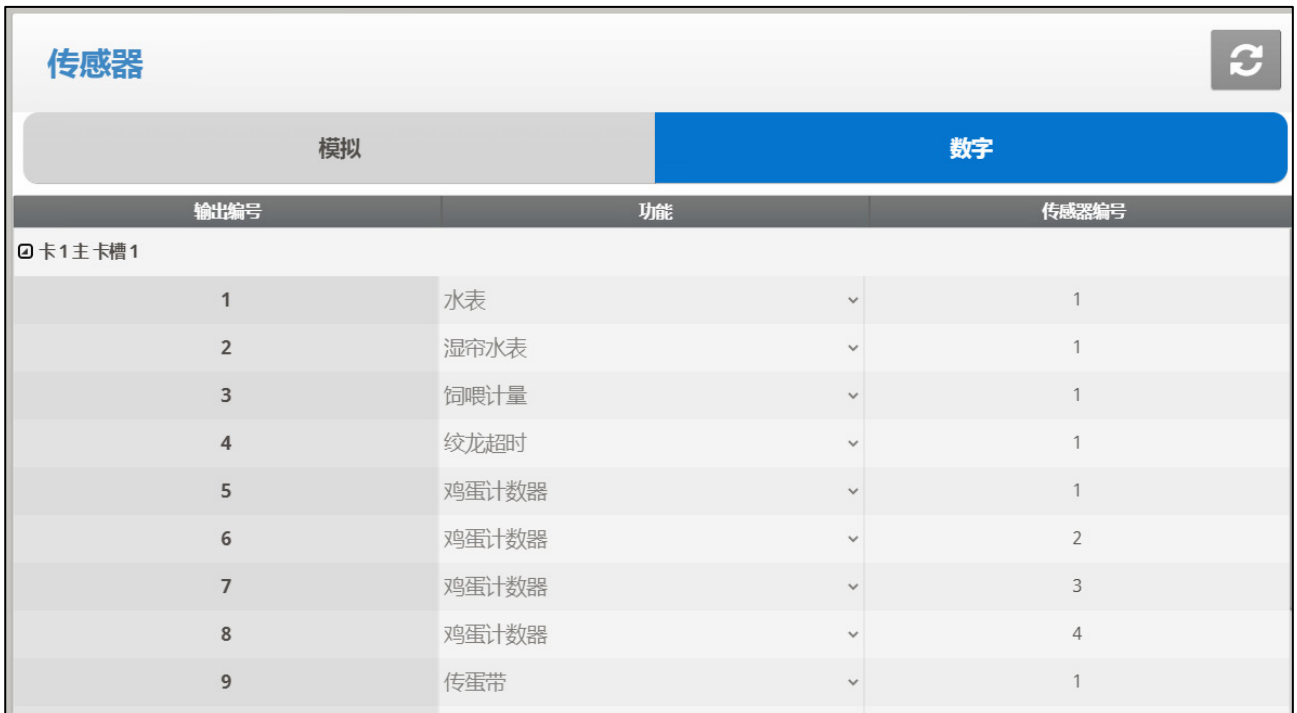 传感器
模拟 数字
输出编号 功能 传感器编号
卡1主 卡槽1
1 水表 1
2 湿帘水表 1
3 饲喂计量 1
4 绞龙超时 1
5 鸡蛋计数器 1
6 鸡蛋计数器 2
7 鸡蛋计数器 3
8 鸡蛋计数器 4
9 传蛋带 1